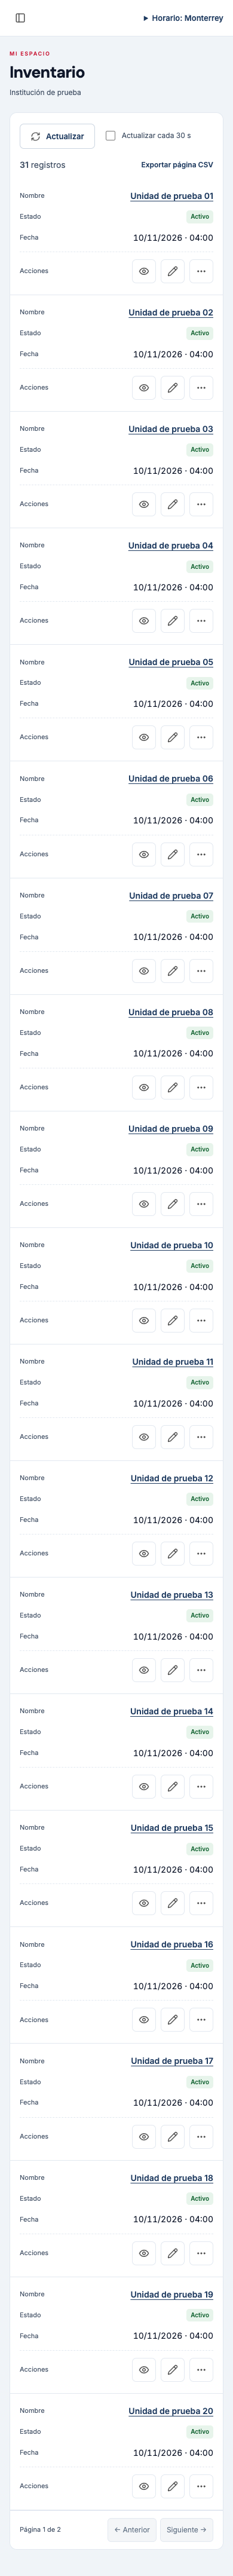 Horario: Monterrey
MI ESPACIO
Inventario
Institución de prueba
Actualizar
Actualizar cada 30 s
31 registros
Exportar página CSV
Nombre Unidad de prueba 01
Estado Activo
Fecha 10/11/2026 · 04:00
Acciones
Nombre Unidad de prueba 02
Estado Activo
Fecha 10/11/2026 · 04:00
Acciones
Nombre Unidad de prueba 03
Estado Activo
Fecha 10/11/2026 · 04:00
Acciones
Nombre Unidad de prueba 04
Estado Activo
Fecha 10/11/2026 · 04:00
Acciones
Nombre Unidad de prueba 05
Estado Activo
Fecha 10/11/2026 · 04:00
Acciones
Nombre Unidad de prueba 06
Estado Activo
Fecha 10/11/2026 · 04:00
Acciones
Nombre Unidad de prueba 07
Estado Activo
Fecha 10/11/2026 · 04:00
Acciones
Nombre Unidad de prueba 08
Estado Activo
Fecha 10/11/2026 · 04:00
Acciones
Nombre Unidad de prueba 09
Estado Activo
Fecha 10/11/2026 · 04:00
Acciones
Nombre Unidad de prueba 10
Estado Activo
Fecha 10/11/2026 · 04:00
Acciones
Nombre Unidad de prueba 11
Estado Activo
Fecha 10/11/2026 · 04:00
Acciones
Nombre Unidad de prueba 12
Estado Activo
Fecha 10/11/2026 · 04:00
Acciones
Nombre Unidad de prueba 13
Estado Activo
Fecha 10/11/2026 · 04:00
Acciones
Nombre Unidad de prueba 14
Estado Activo
Fecha 10/11/2026 · 04:00
Acciones
Nombre Unidad de prueba 15
Estado Activo
Fecha 10/11/2026 · 04:00
Acciones
Nombre Unidad de prueba 16
Estado Activo
Fecha 10/11/2026 · 04:00
Acciones
Nombre Unidad de prueba 17
Estado Activo
Fecha 10/11/2026 · 04:00
Acciones
Nombre Unidad de prueba 18
Estado Activo
Fecha 10/11/2026 · 04:00
Acciones
Nombre Unidad de prueba 19
Estado Activo
Fecha 10/11/2026 · 04:00
Acciones
Nombre Unidad de prueba 20
Estado Activo
Fecha 10/11/2026 · 04:00
Acciones
Página 1 de 2 ← Anterior Siguiente →